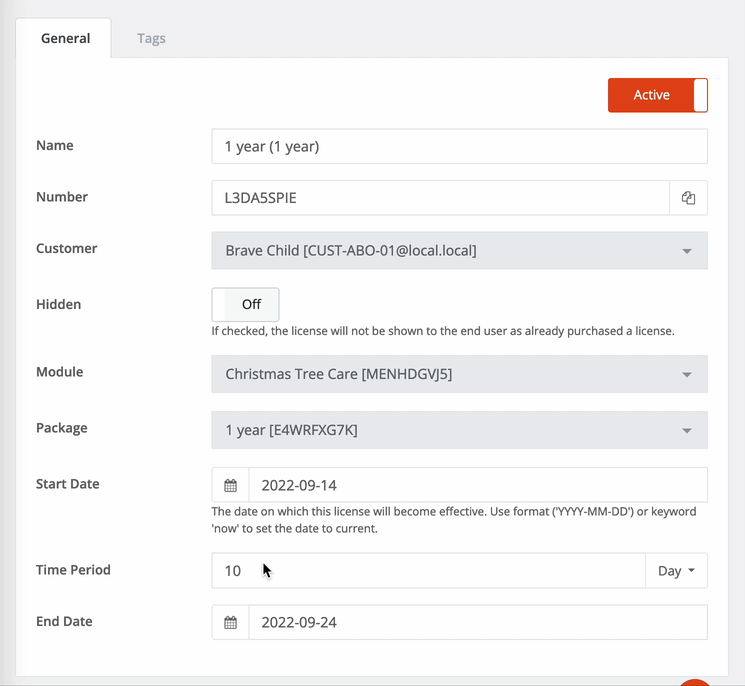 General Tags
Active
Name 1 year (1 year)
Number L3DA5SPIE
Customer Brave Child [CUST-ABO-01@local.local]
Hidden Off
If checked, the license will not be shown to the end user as already purchased a license.
Module Christmas Tree Care [MENHDGVJ5]
Package 1 year [E4WRFXG7K]
Start Date 2022-09-14
The date on which this license will become effective. Use format ('YYYY-MM-DD') or keyword
'now' to set the date to current.
Time Period 10 Day
End Date 2022-09-24